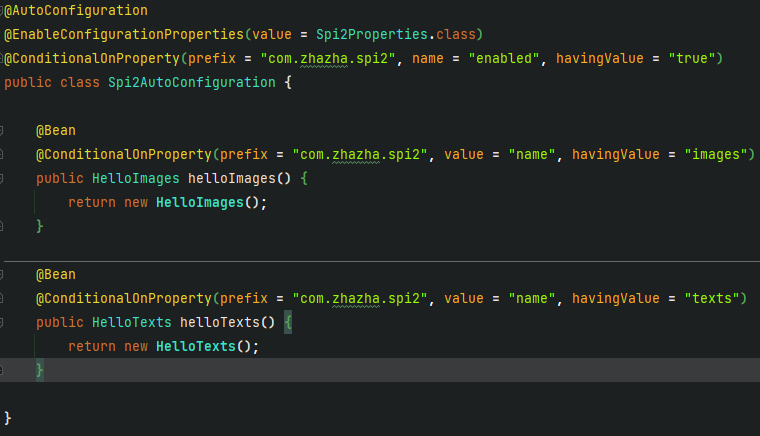 @AutoConfiguration
@EnableConfigurationProperties(value = Spi2Properties.class)
@ConditionalOnProperty(prefix = "com.zhazha.spi2", name = "enabled", havingValue = "true")
public class Spi2AutoConfiguration {
@Bean
@ConditionalOnProperty(prefix = "com.zhazha.spi2", value = "name", havingValue = "images")
public HelloImages helloImages() {
return new HelloImages();
}
@Bean
@ConditionalOnProperty(prefix = "com.zhazha.spi2", value = "name", havingValue = "texts")
public HelloTexts helloTexts() {
return new HelloTexts();
}
}